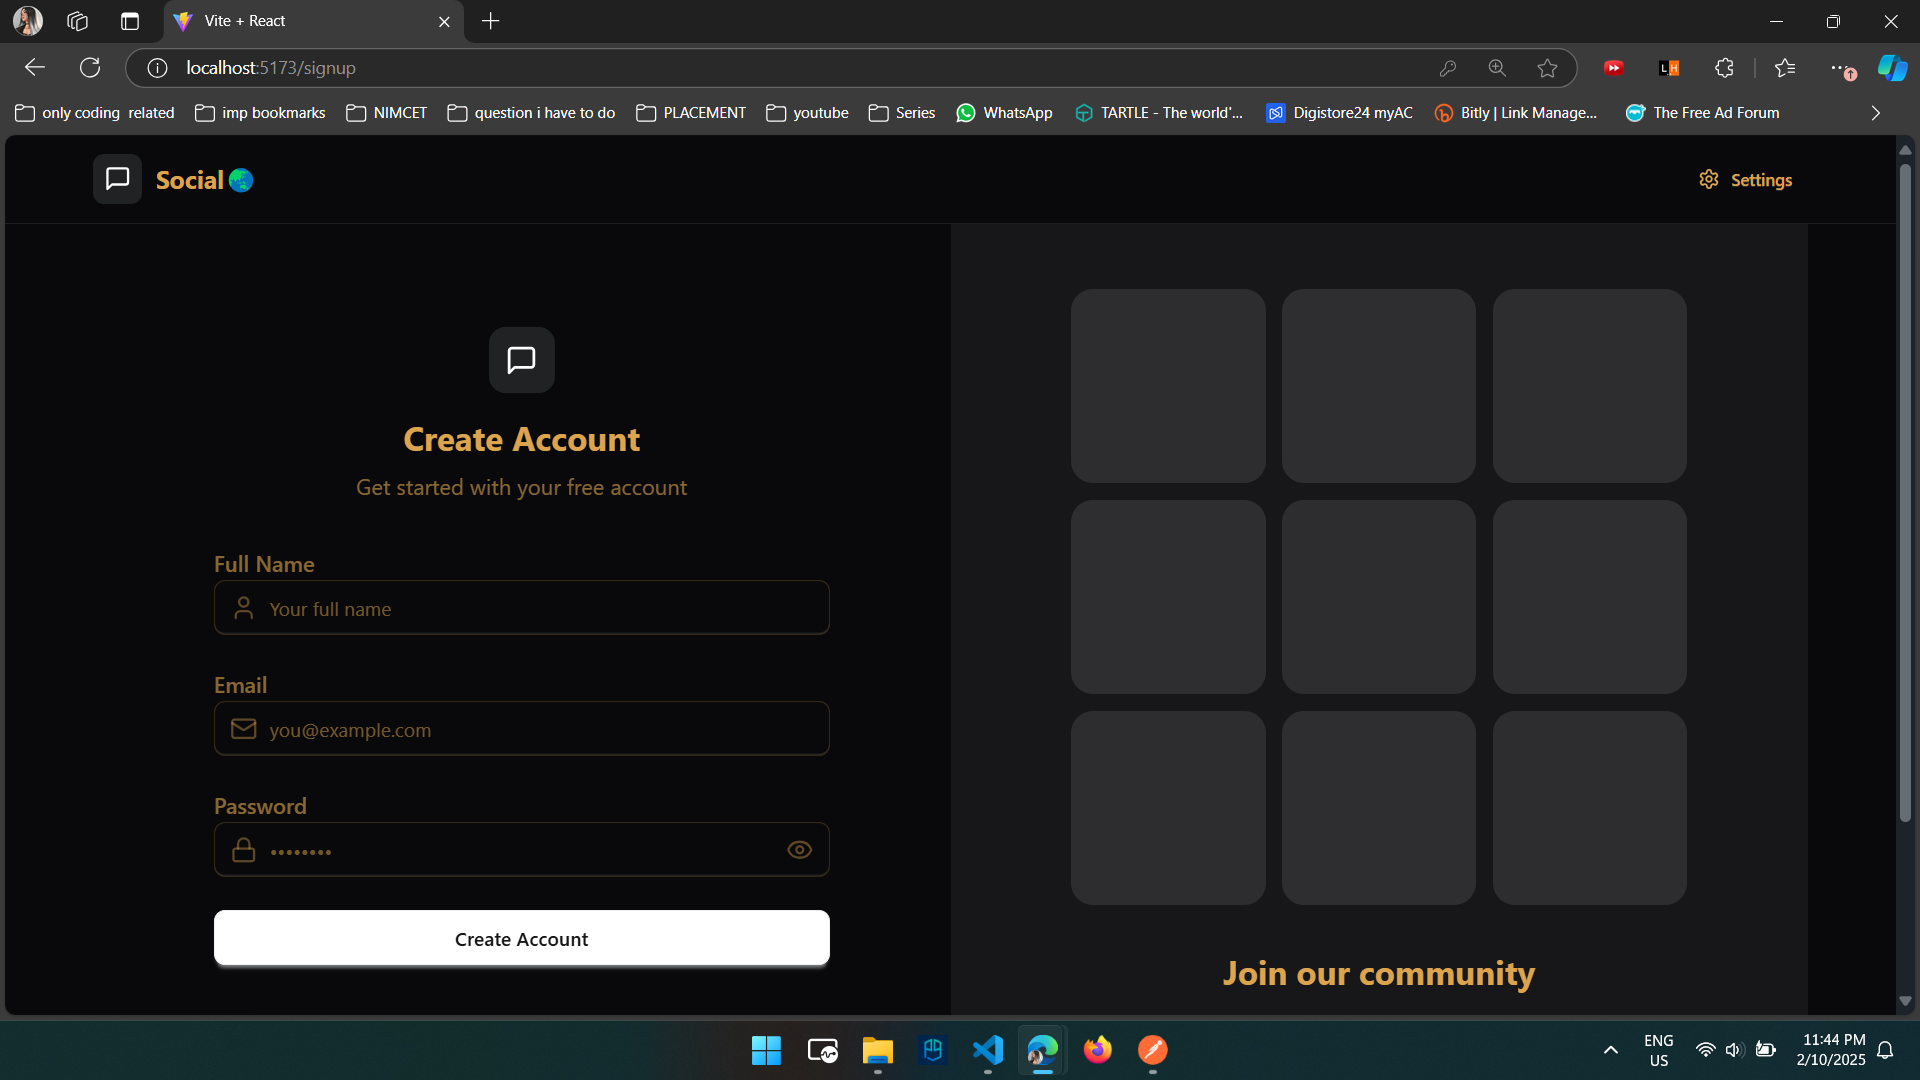 Vite + React
localhost:5173/signup
only coding related
imp bookmarks
NIMCET
question i have to do
PLACEMENT
youtube
Series
WhatsApp
TARTLE - The world'...
Digistore24 myAC
Bitly | Link Manage...
The Free Ad Forum
LH
Social
Settings
Create Account
Get started with your free account
Full Name
Your full name
Email
you@example.com
Password
••••••••
Create Account
Join our community
ENG
US
11:44 PM
2/10/2025